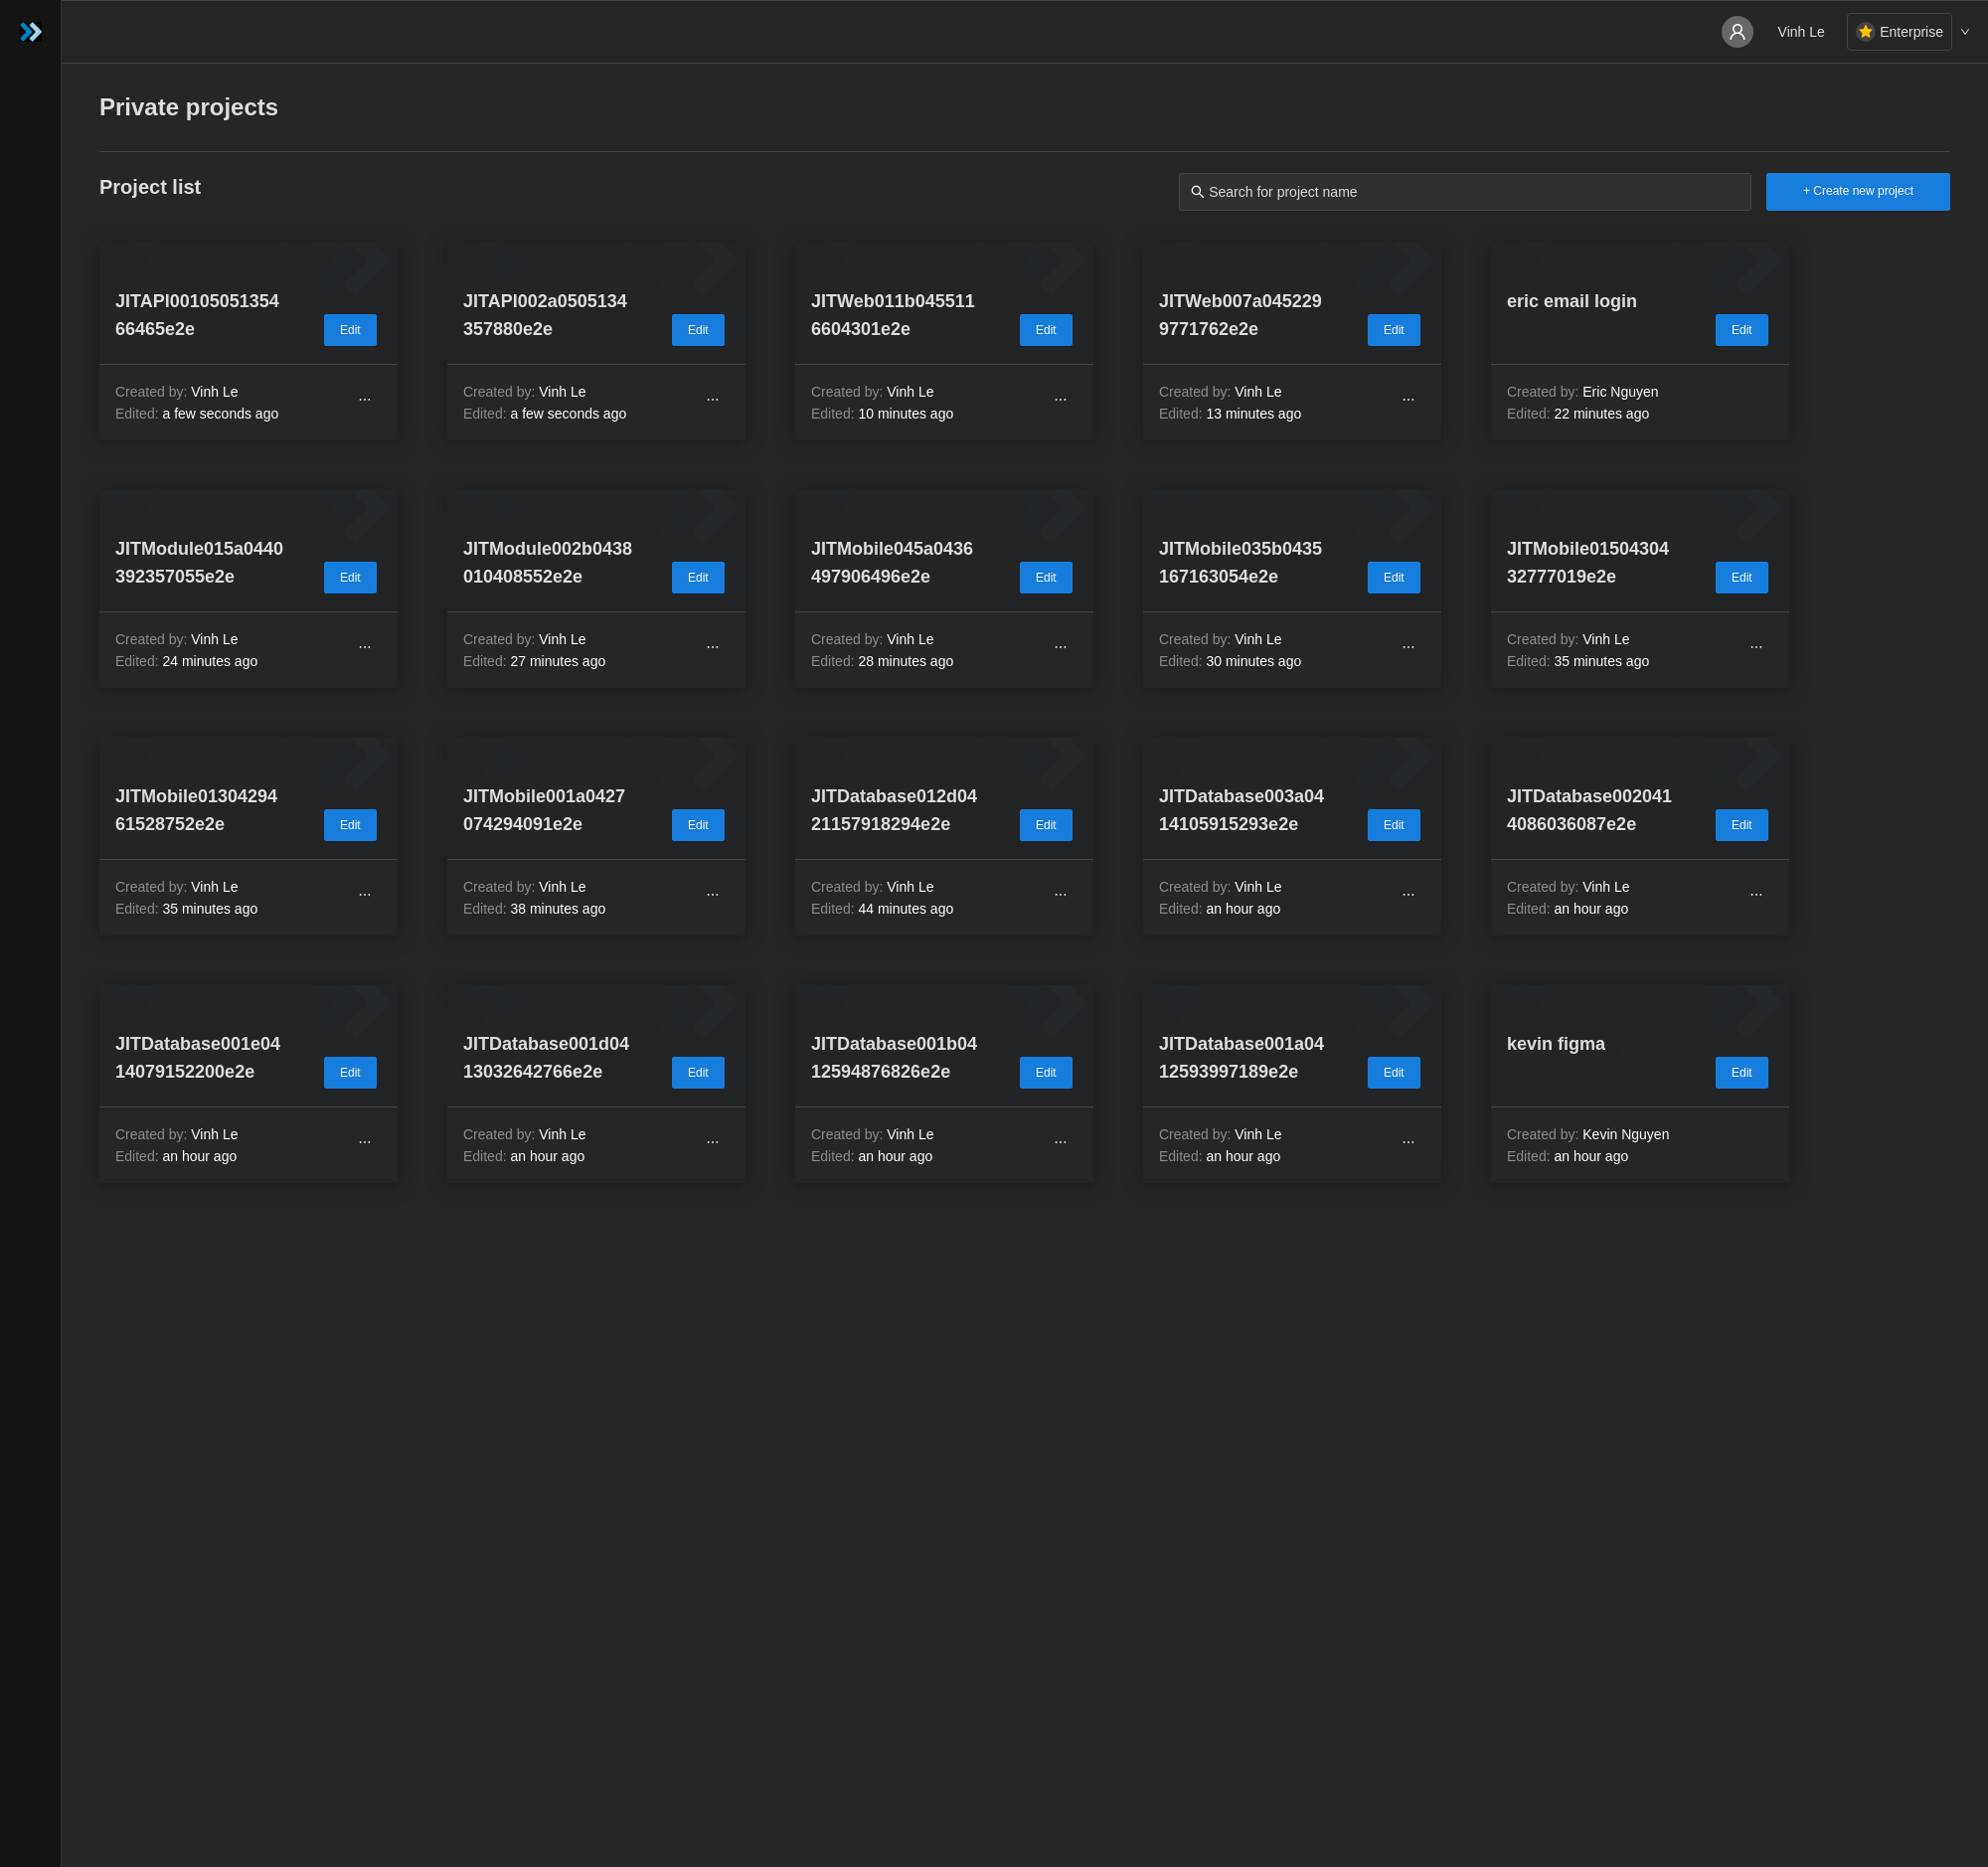 Vinh Le
Enterprise
Private projects
Project list
Search for project name
+ Create new project
JITAPI00105051354
66465e2e
Edit
Created by: Vinh Le
...
Edited: a few seconds ago
JITAPI002a0505134
357880e2e
Edit
Created by: Vinh Le
...
Edited: a few seconds ago
JITWeb011b045511
6604301e2e
Edit
Created by: Vinh Le
...
Edited: 10 minutes ago
JITWeb007a045229
9771762e2e
Edit
Created by: Vinh Le
...
Edited: 13 minutes ago
eric email login
Edit
Created by: Eric Nguyen
Edited: 22 minutes ago
JITModule015a0440
392357055e2e
Edit
Created by: Vinh Le
...
Edited: 24 minutes ago
JITModule002b0438
010408552e2e
Edit
Created by: Vinh Le
...
Edited: 27 minutes ago
JITMobile045a0436
497906496e2e
Edit
Created by: Vinh Le
...
Edited: 28 minutes ago
JITMobile035b0435
167163054e2e
Edit
Created by: Vinh Le
...
Edited: 30 minutes ago
JITMobile01504304
32777019e2e
Edit
Created by: Vinh Le
...
Edited: 35 minutes ago
JITMobile01304294
61528752e2e
Edit
Created by: Vinh Le
...
Edited: 35 minutes ago
JITMobile001a0427
074294091e2e
Edit
Created by: Vinh Le
...
Edited: 38 minutes ago
JITDatabase012d04
21157918294e2e
Edit
Created by: Vinh Le
...
Edited: 44 minutes ago
JITDatabase003a04
14105915293e2e
Edit
Created by: Vinh Le
...
Edited: an hour ago
JITDatabase002041
4086036087e2e
Edit
Created by: Vinh Le
...
Edited: an hour ago
JITDatabase001e04
14079152200e2e
Edit
Created by: Vinh Le
...
Edited: an hour ago
JITDatabase001d04
13032642766e2e
Edit
Created by: Vinh Le
...
Edited: an hour ago
JITDatabase001b04
12594876826e2e
Edit
Created by: Vinh Le
...
Edited: an hour ago
JITDatabase001a04
12593997189e2e
Edit
Created by: Vinh Le
...
Edited: an hour ago
kevin figma
Edit
Created by: Kevin Nguyen
Edited: an hour ago